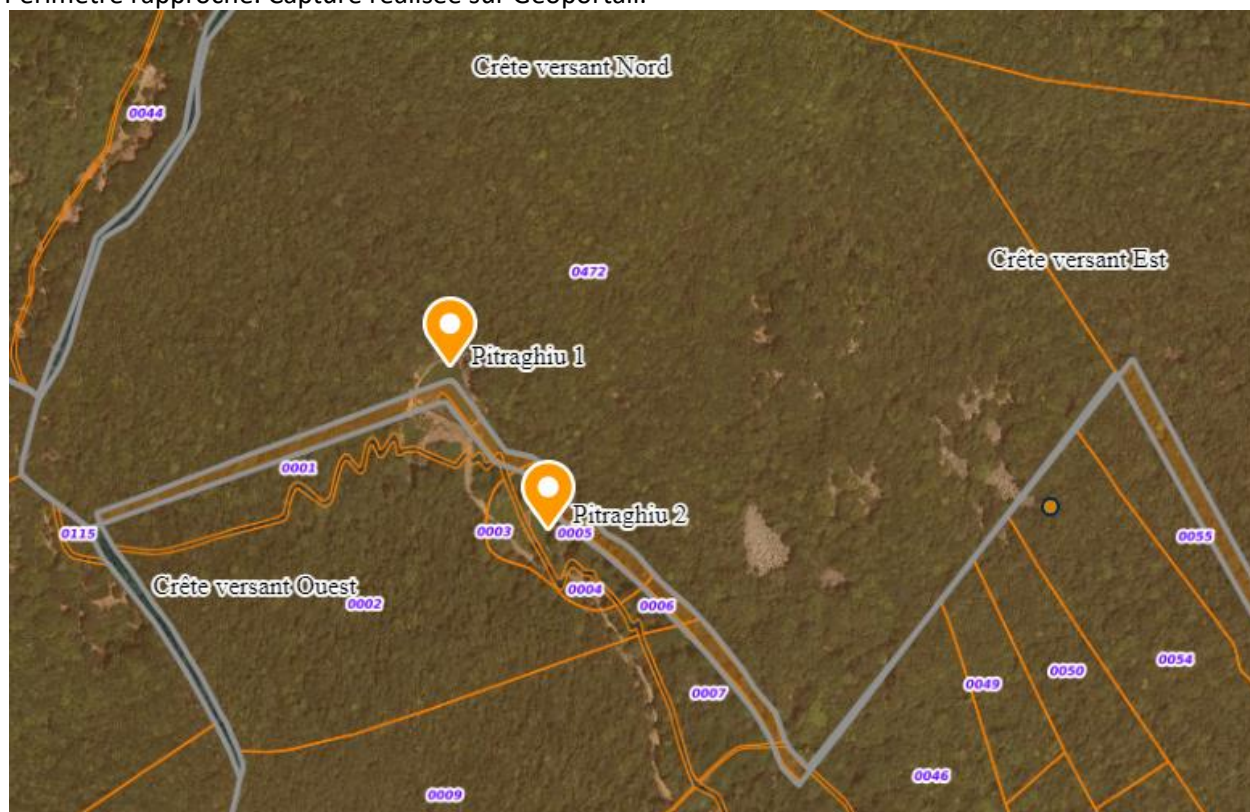 Périmètre rapproché. Capture réalisée sur Géoportail.
Crête versant Nord
0044
Crête versant Est
0472
Pitraghiu 1
0001
Pitraghiu 2
0115
0003
0005
0055
Crête versant Ouest
0002
0004
0006
0054
0050
0049
0007
0046
0009